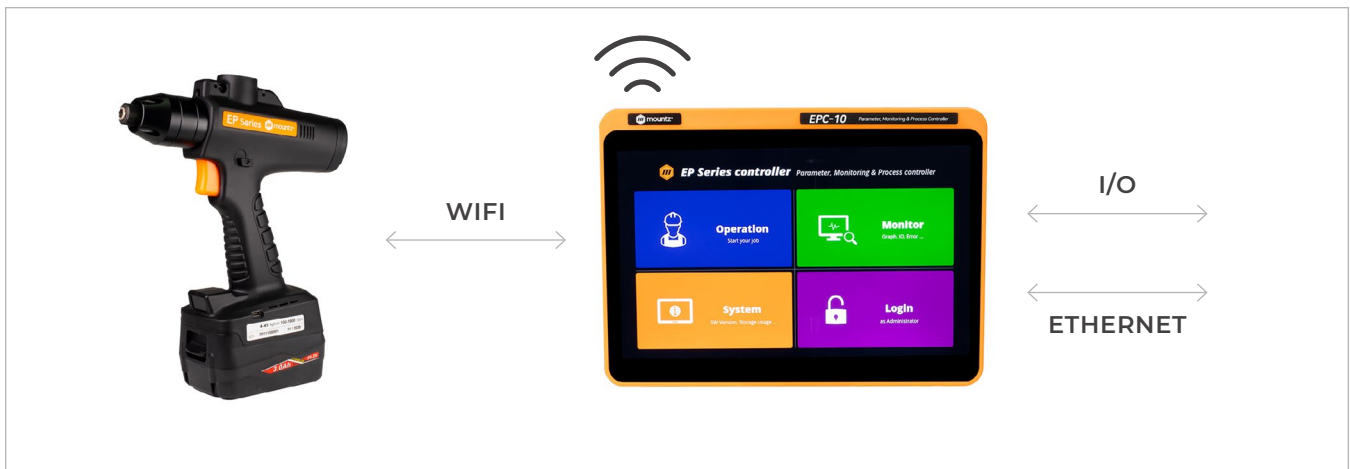 mountz
EPC-10 Parameter, Monitoring & Process Controller
EP Series mountz
EP Series controller Parameter, Monitoring & Process controller
I/O
WIFI
Operation
Start your job
Monitor
Graph, IO, Error ...
System
SW Version, Storage usage ...
Login
as Administrator
ETHERNET
3.0Ah